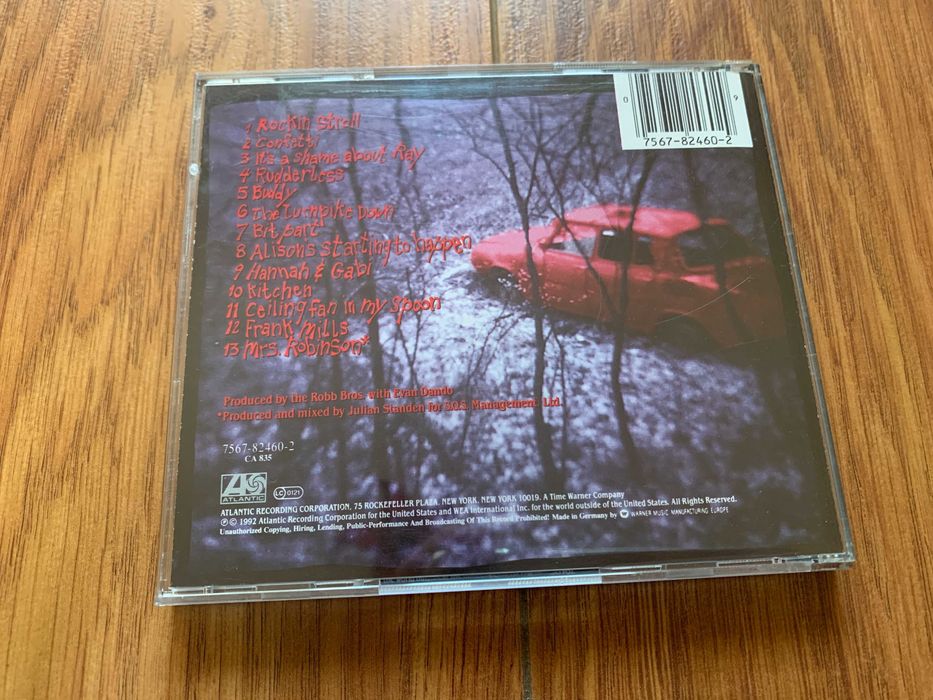 0 9
7567-82460-2
1 Rockin Stroll
2 Confetti
3 It's a shame about Ray
4 Rudderless
5 Buddy
6 The Turnpike Down
7 Bit part
8 Alisons starting to happen
9 Hannah & Gabi
10 Kitchen
11 Ceiling fan in my spoon
12 Frank Mills
13 Mrs. Robinson*
Produced by the Robb Bros. with Evan Dando
*Produced and mixed by Julian Standen for S.O.S. Management, Ltd.
7567-82460-2
CA 835
ATLANTIC
LC 0121
ATLANTIC RECORDING CORPORATION, 75 ROCKEFELLER PLAZA, NEW YORK, NEW YORK 10019. A Time Warner Company
℗ © 1992 Atlantic Recording Corporation for the United States and WEA International Inc. for the world outside of the United States. All Rights Reserved.
Unauthorized Copying, Hiring, Lending, Public-Performance And Broadcasting Of This Record Prohibited! Made in Germany by WARNER MUSIC MANUFACTURING EUROPE